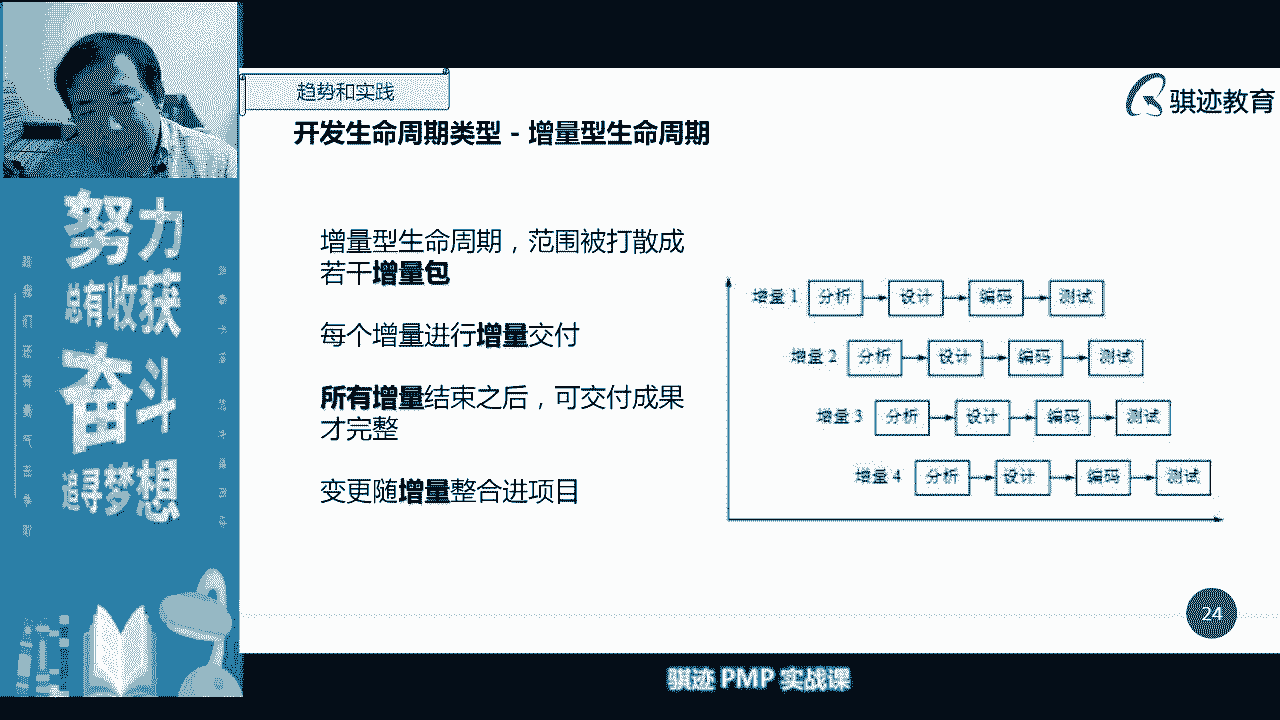 趋势和实践
骐迹教育
开发生命周期类型 - 增量型生命周期
增量型生命周期，范围被打散成
若干增量包
每个增量进行增量交付
所有增量结束之后，可交付成果
才完整
变更随增量整合进项目
增量 1 分析 设计 编码 测试
增量 2 分析 设计 编码 测试
增量 3 分析 设计 编码 测试
增量 4 分析 设计 编码 测试
24
努力
总有收获
奋斗
追寻梦想
骐迹 PMP 实战课